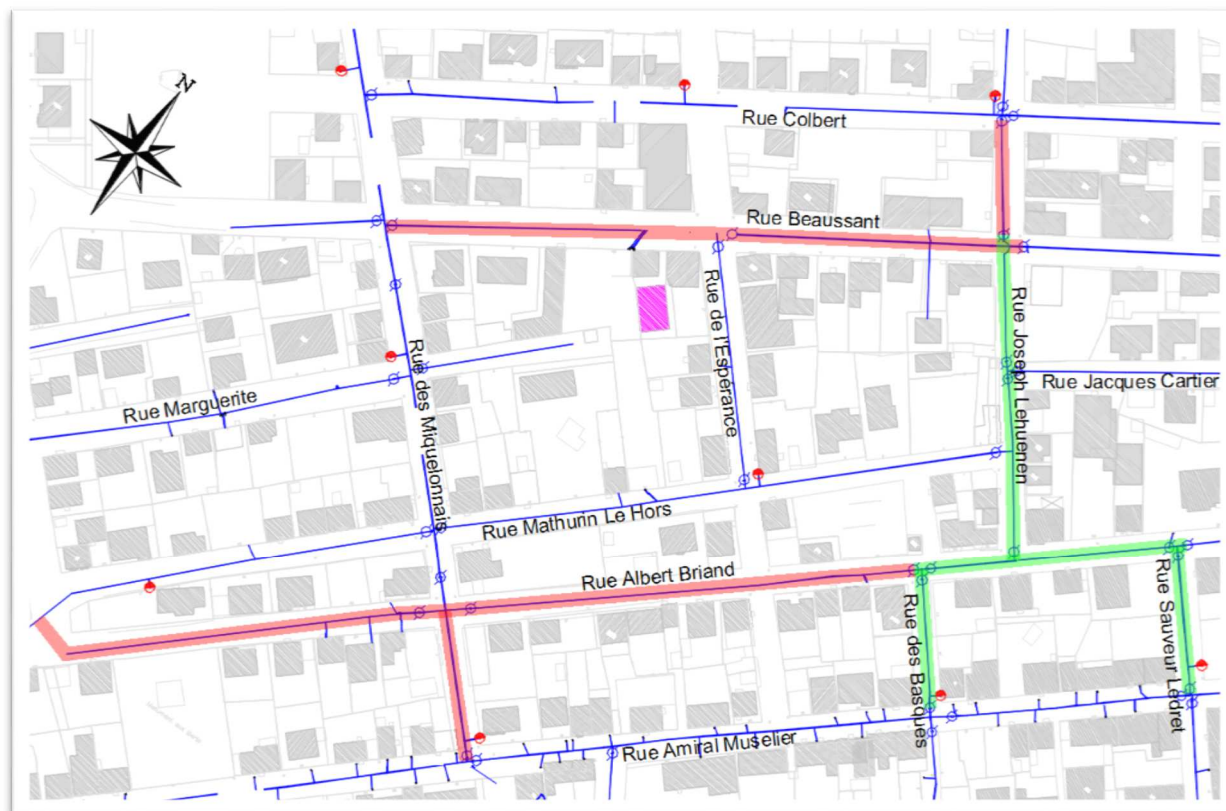 N
Rue Colbert
Rue Beaussant
Rue de l'Espérance
Rue Joseph Lehuenen
Rue Jacques Cartier
Rue des Miquelonnais
Rue Marguerite
Rue Mathurin Le Hors
Rue Albert Briand
Rue des Basques
Rue Sauveur Ledret
Rue Amiral Muselier